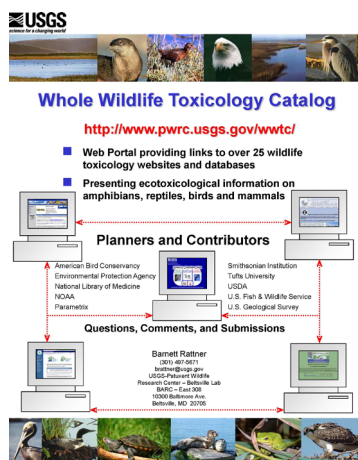 USGS
science for a changing world
Whole Wildlife Toxicology Catalog
http://www.pwrc.usgs.gov/wwtc/
Web Portal providing links to over 25 wildlife
toxicology websites and databases
Presenting ecotoxicological information on
amphibians, reptiles, birds and mammals
Planners and Contributors
American Bird Conservancy
Environmental Protection Agency
National Library of Medicine
NOAA
Parametrix
Smithsonian Institution
Tufts University
USDA
U.S. Fish & Wildlife Service
U.S. Geological Survey
Questions, Comments, and Submissions
Barnett Rattner
(301) 497-5671
brattner@usgs.gov
USGS-Patuxent Wildlife
Research Center – Beltsville Lab
BARC – East 308
10300 Baltimore Ave.
Beltsville, MD 20705